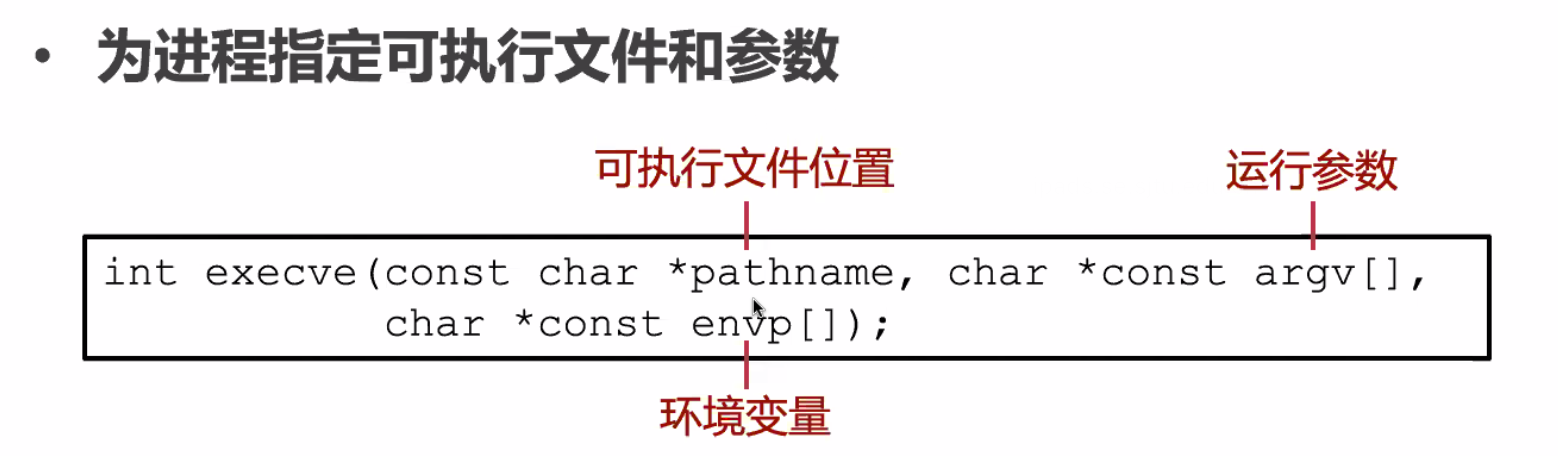 • 为进程指定可执行文件和参数
可执行文件位置
运行参数
int execve(const char *pathname, char *const argv[],
char *const envp[]);
环境变量